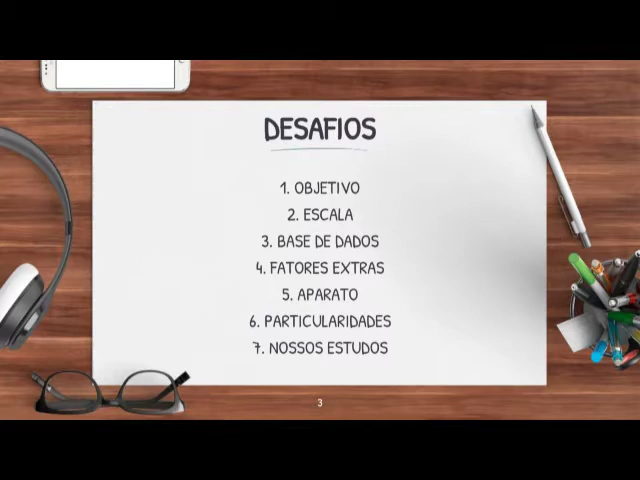 DESAFIOS
1. OBJETIVO
2. ESCALA
3. BASE DE DADOS
4. FATORES EXTRAS
5. APARATO
6. PARTICULARIDADES
7. NOSSOS ESTUDOS
3